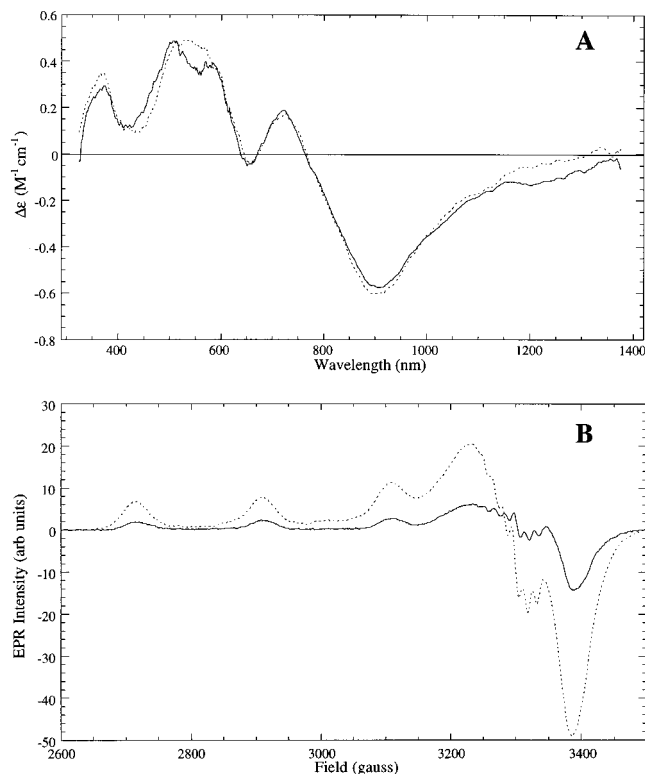 A
0.6
0.4
0.2
0
-0.2
-0.4
-0.6
-0.8
Δε (M⁻¹ cm⁻¹)
400 600 800 1000 1200 1400
Wavelength (nm)
B
30
20
10
0
-10
-20
-30
-40
-50
EPR Intensity (arb units)
2600 2800 3000 3200 3400
Field (gauss)